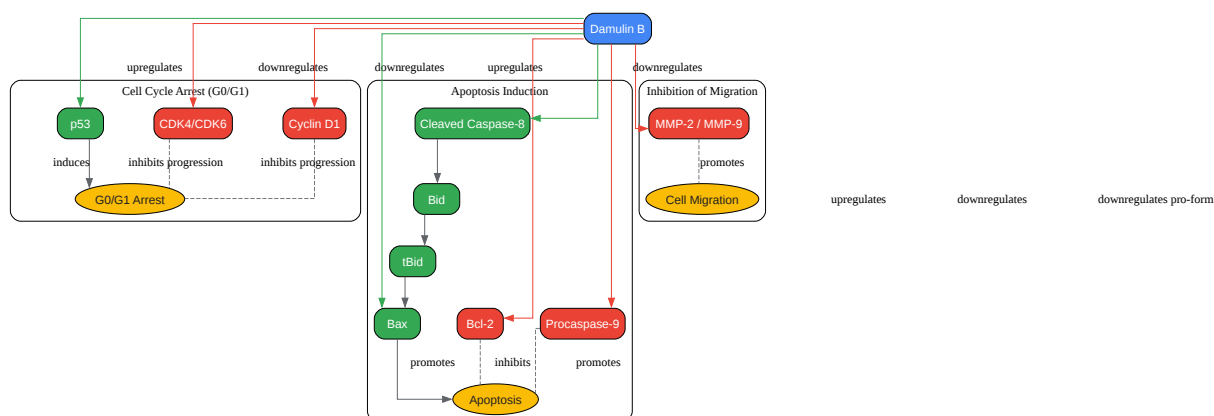 Damulin B
upregulates
downregulates
downregulates
upregulates
downregulates
Cell Cycle Arrest (G0/G1)
Apoptosis Induction
Inhibition of Migration
p53
CDK4/CDK6
Cyclin D1
Cleaved Caspase-8
MMP-2 / MMP-9
induces
inhibits progression
inhibits progression
promotes
G0/G1 Arrest
Bid
Cell Migration
upregulates
downregulates
downregulates pro-form
tBid
Bax
Bcl-2
Procaspase-9
promotes
inhibits
promotes
Apoptosis